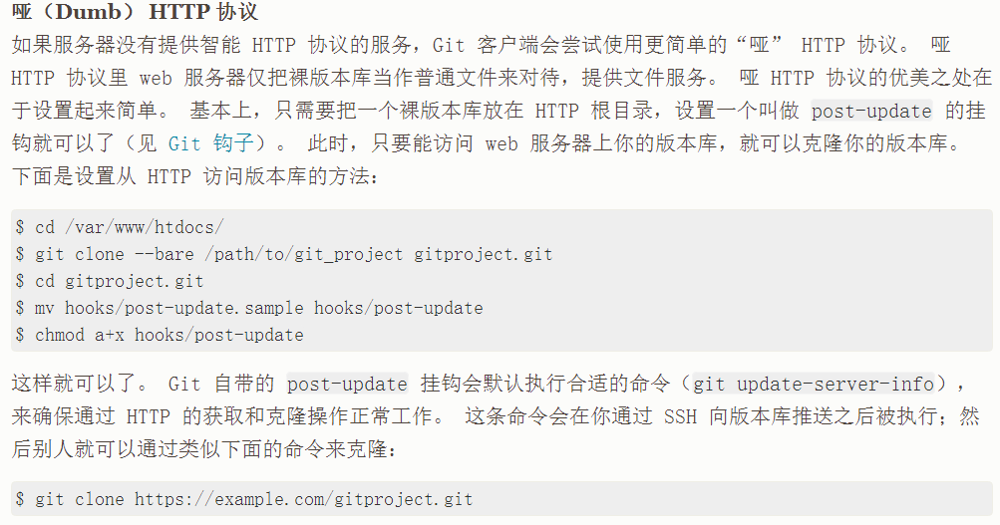 哑（Dumb） HTTP 协议
如果服务器没有提供智能 HTTP 协议的服务，Git 客户端会尝试使用更简单的“哑” HTTP 协议。 哑
HTTP 协议里 web 服务器仅把裸版本库当作普通文件来对待，提供文件服务。 哑 HTTP 协议的优美之处在
于设置起来简单。 基本上，只需要把一个裸版本库放在 HTTP 根目录，设置一个叫做 post-update 的挂
钩就可以了（见 Git 钩子）。 此时，只要能访问 web 服务器上你的版本库，就可以克隆你的版本库。
下面是设置从 HTTP 访问版本库的方法：
$ cd /var/www/htdocs/
$ git clone --bare /path/to/git_project gitproject.git
$ cd gitproject.git
$ mv hooks/post-update.sample hooks/post-update
$ chmod a+x hooks/post-update
这样就可以了。 Git 自带的 post-update 挂钩会默认执行合适的命令（git update-server-info），
来确保通过 HTTP 的获取和克隆操作正常工作。 这条命令会在你通过 SSH 向版本库推送之后被执行；然
后别人就可以通过类似下面的命令来克隆：
$ git clone https://example.com/gitproject.git